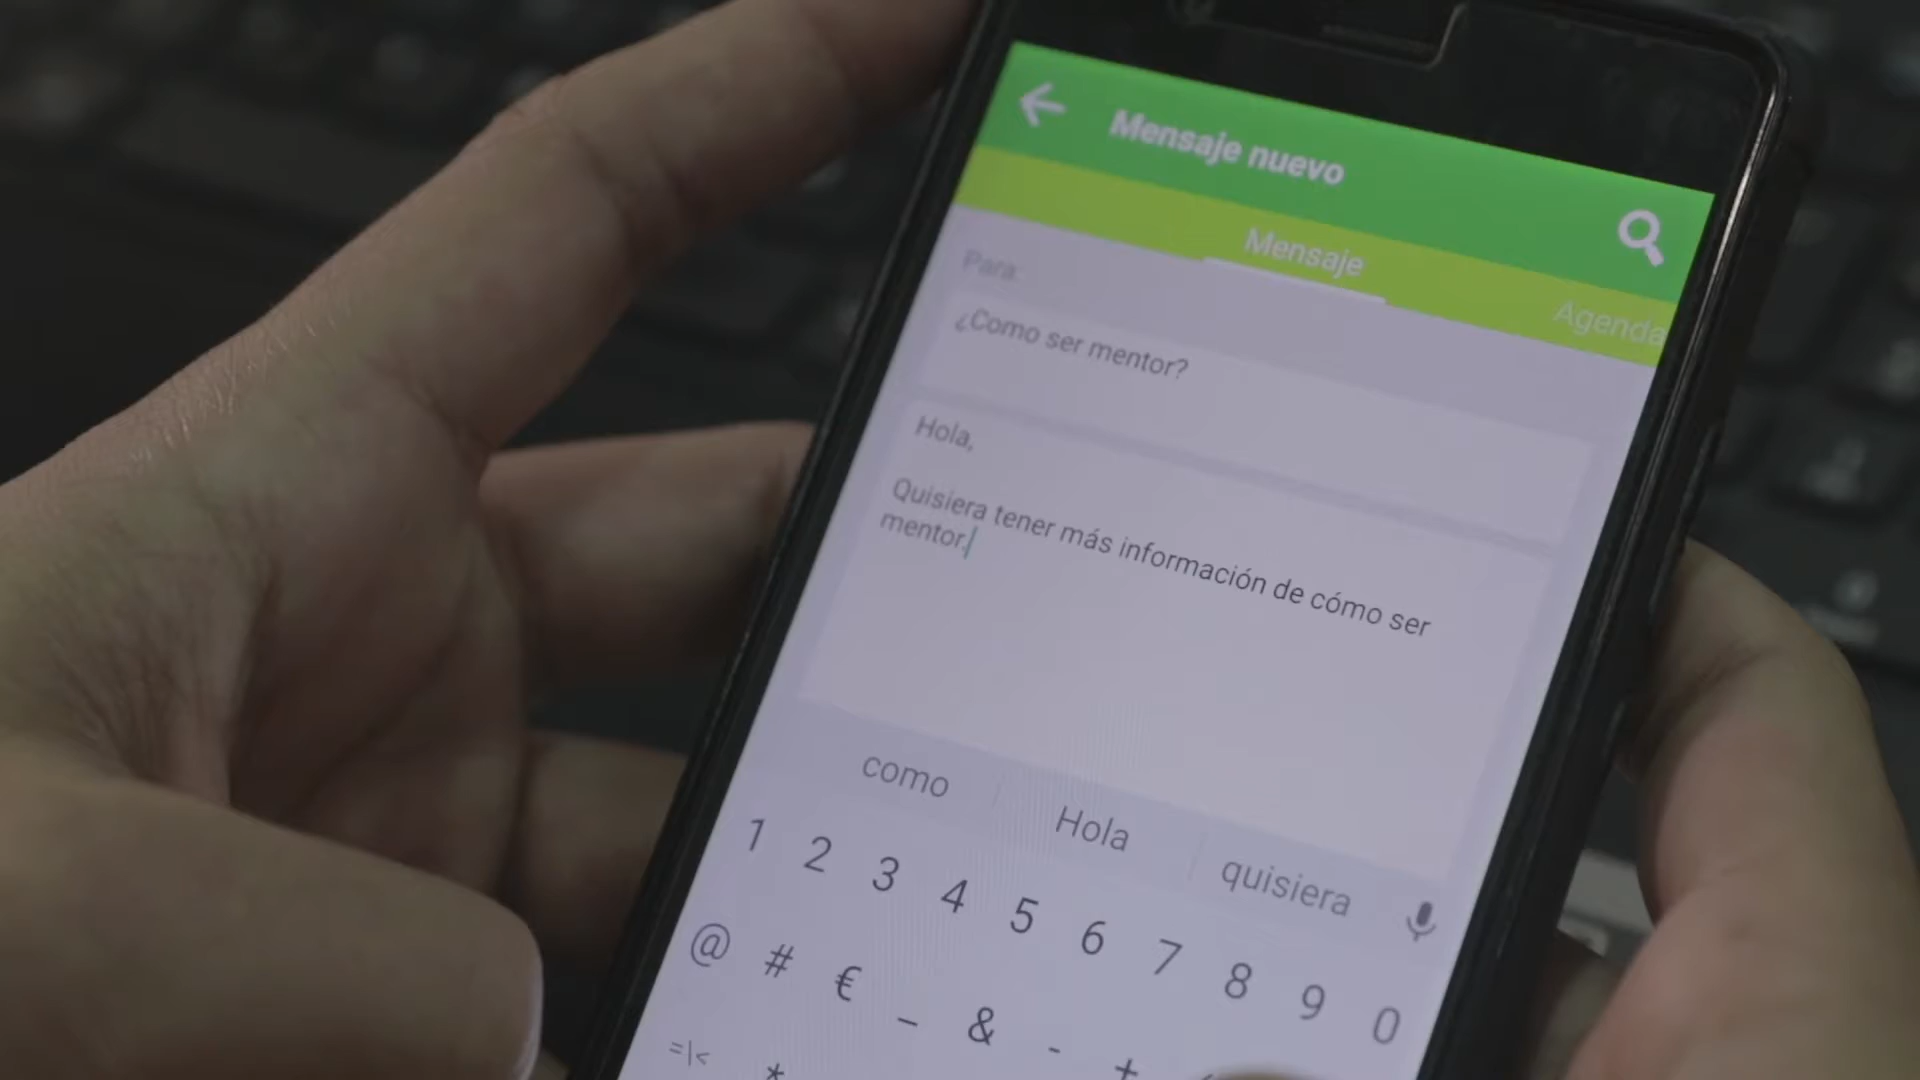 Mensaje nuevo
Mensaje
Agenda
Para:
¿Como ser mentor?
Hola,
Quisiera tener más información de cómo ser
mentor.
como Hola quisiera
1 2 3 4 5 6 7 8 9 0
@ # € _ & - +
=\<
*